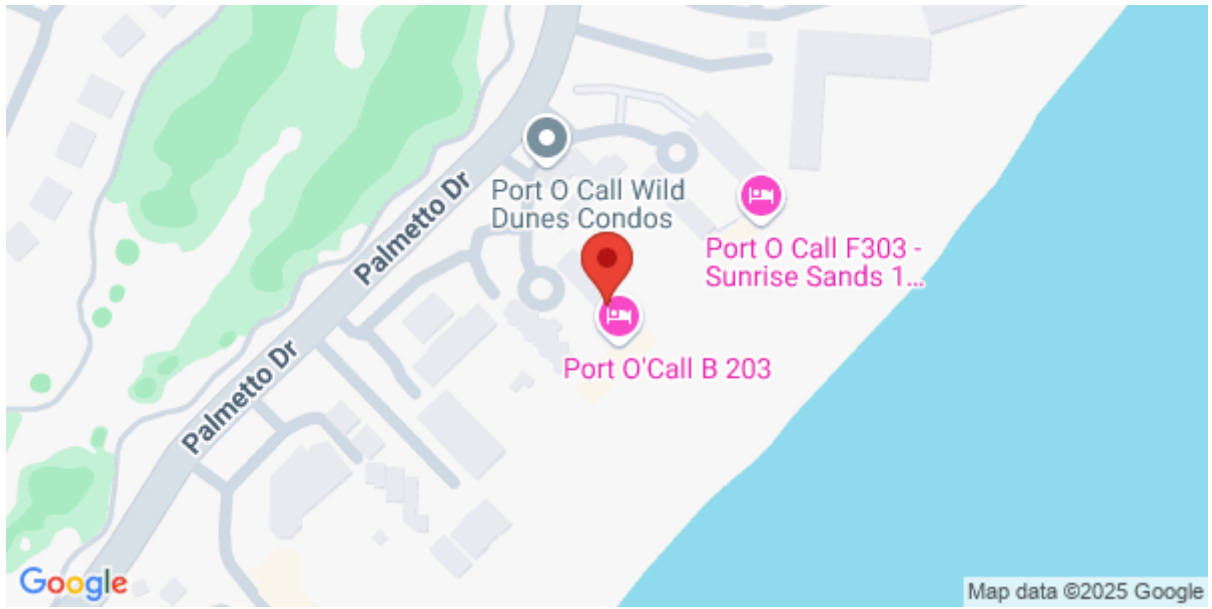 Palmetto Dr
Port O Call Wild
Dunes Condos
Port O Call F303 -
Sunrise Sands 1...
Port O'Call B 203
Palmetto Dr
Google
Map data ©2025 Google